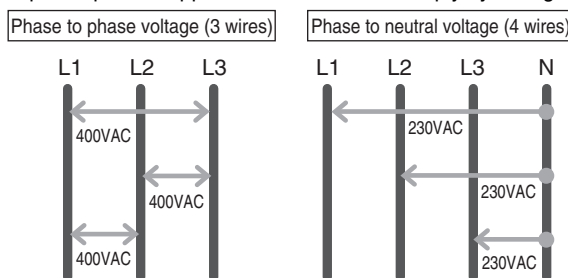 Phase to phase voltage (3 wires)
Phase to neutral voltage (4 wires)
L1 L2 L3
L1 L2 L3 N
400VAC
230VAC
400VAC
230VAC
400VAC
230VAC